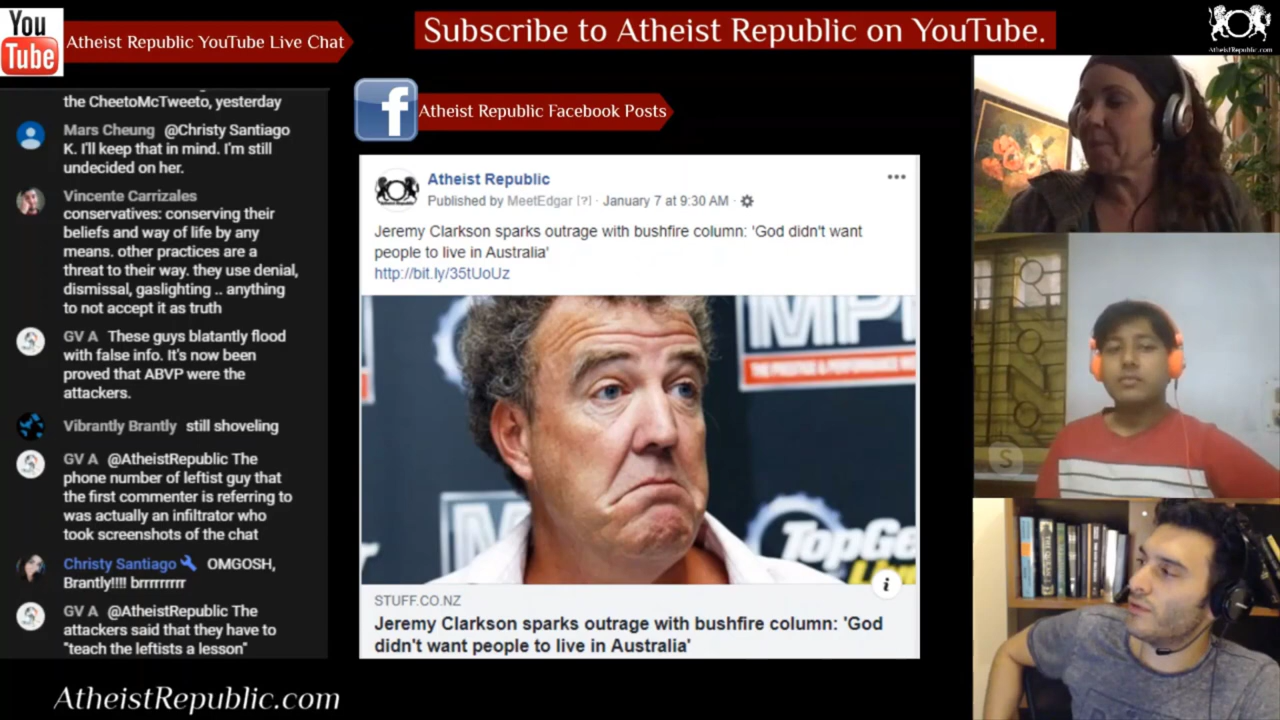 You
Tube
Atheist Republic YouTube Live Chat
Subscribe to Atheist Republic on YouTube.
AtheistRepublic.com
the CheetoMcTweeto, yesterday
Mars Cheung @Christy Santiago
K. I'll keep that in mind. I'm still
undecided on her.
Vincente Carrizales
conservatives: conserving their
beliefs and way of life by any
means. other practices are a
threat to their way. they use denial,
dismissal, gaslighting .. anything
to not accept it as truth
GV A These guys blatantly flood
with false info. It's now been
proved that ABVP were the
attackers.
Vibrantly Brantly still shoveling
GV A @AtheistRepublic The
phone number of leftist guy that
the first commenter is referring to
was actually an infiltrator who
took screenshots of the chat
Christy Santiago OMGOSH,
Brantly!!!! brrrrrrrrr
GV A @AtheistRepublic The
attackers said that they have to
"teach the leftists a lesson"
f
Atheist Republic Facebook Posts
Atheist Republic
Published by MeetEdgar [?] · January 7 at 9:30 AM ·
Jeremy Clarkson sparks outrage with bushfire column: 'God didn't want
people to live in Australia'
http://bit.ly/35tUoUz
TopGe
i
STUFF.CO.NZ
Jeremy Clarkson sparks outrage with bushfire column: 'God
didn't want people to live in Australia'
S
AtheistRepublic.com